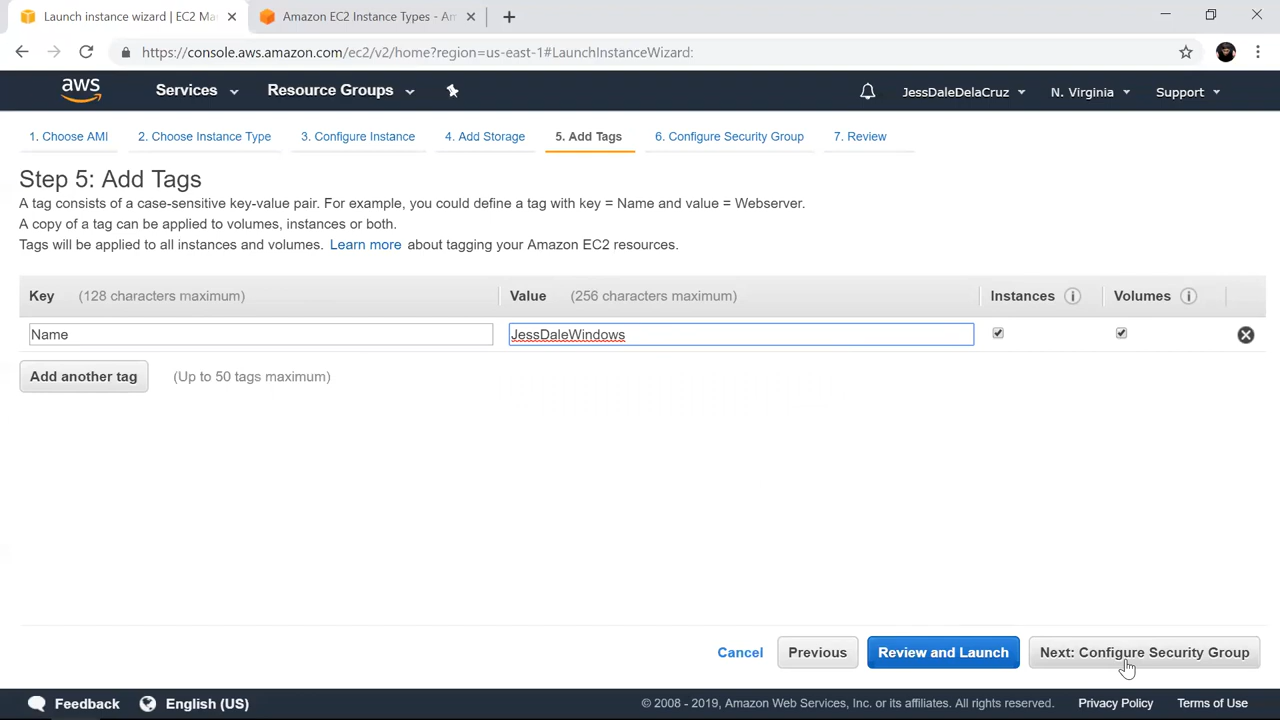 Launch instance wizard | EC2 Ma
Amazon EC2 Instance Types - Am
https://console.aws.amazon.com/ec2/v2/home?region=us-east-1#LaunchInstanceWizard:
aws Services Resource Groups JessDaleDelaCruz N. Virginia Support
1. Choose AMI 2. Choose Instance Type 3. Configure Instance 4. Add Storage 5. Add Tags 6. Configure Security Group 7. Review
Step 5: Add Tags
A tag consists of a case-sensitive key-value pair. For example, you could define a tag with key = Name and value = Webserver.
A copy of a tag can be applied to volumes, instances or both.
Tags will be applied to all instances and volumes. Learn more about tagging your Amazon EC2 resources.
Key (128 characters maximum) Value (256 characters maximum) Instances Volumes
Name JessDaleWindows
Add another tag (Up to 50 tags maximum)
Cancel Previous Review and Launch Next: Configure Security Group
Feedback English (US) © 2008 - 2019, Amazon Web Services, Inc. or its affiliates. All rights reserved. Privacy Policy Terms of Use